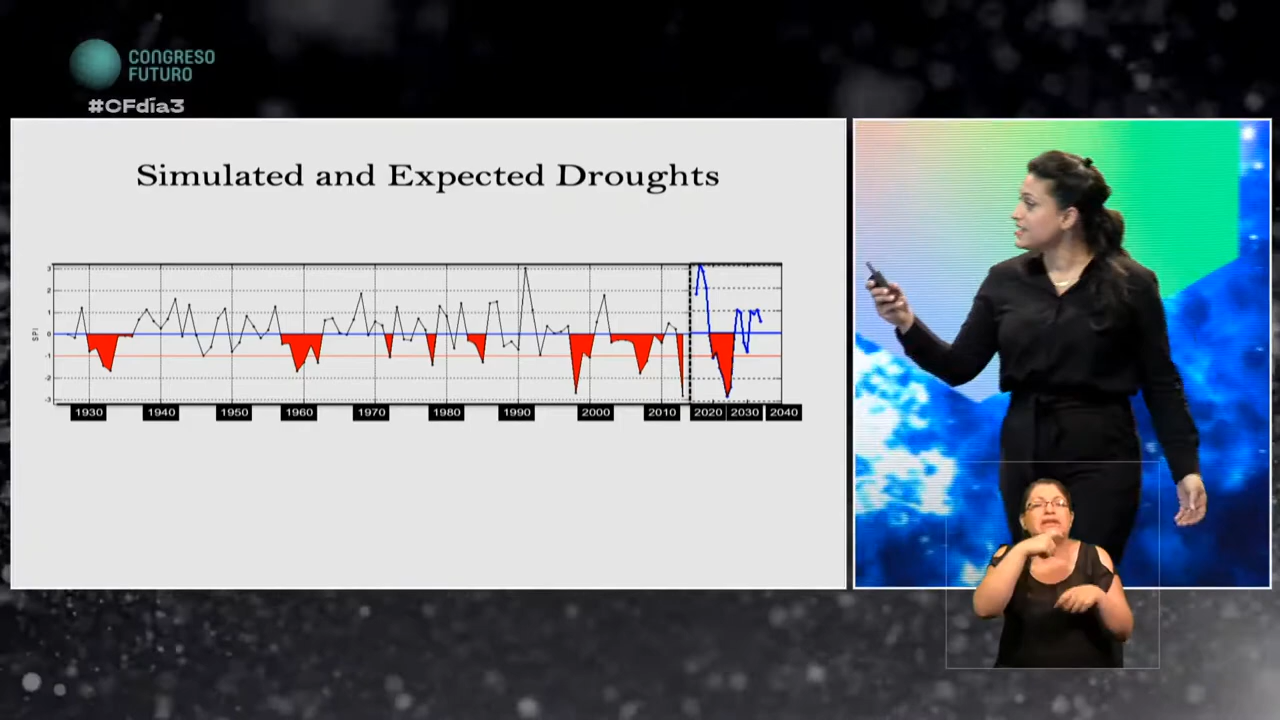 CONGRESO
FUTURO
#CFdía3
Simulated and Expected Droughts
3
2
1
0
-1
-2
-3
SPI
1930 1940 1950 1960 1970 1980 1990 2000 2010 2020 2030 2040